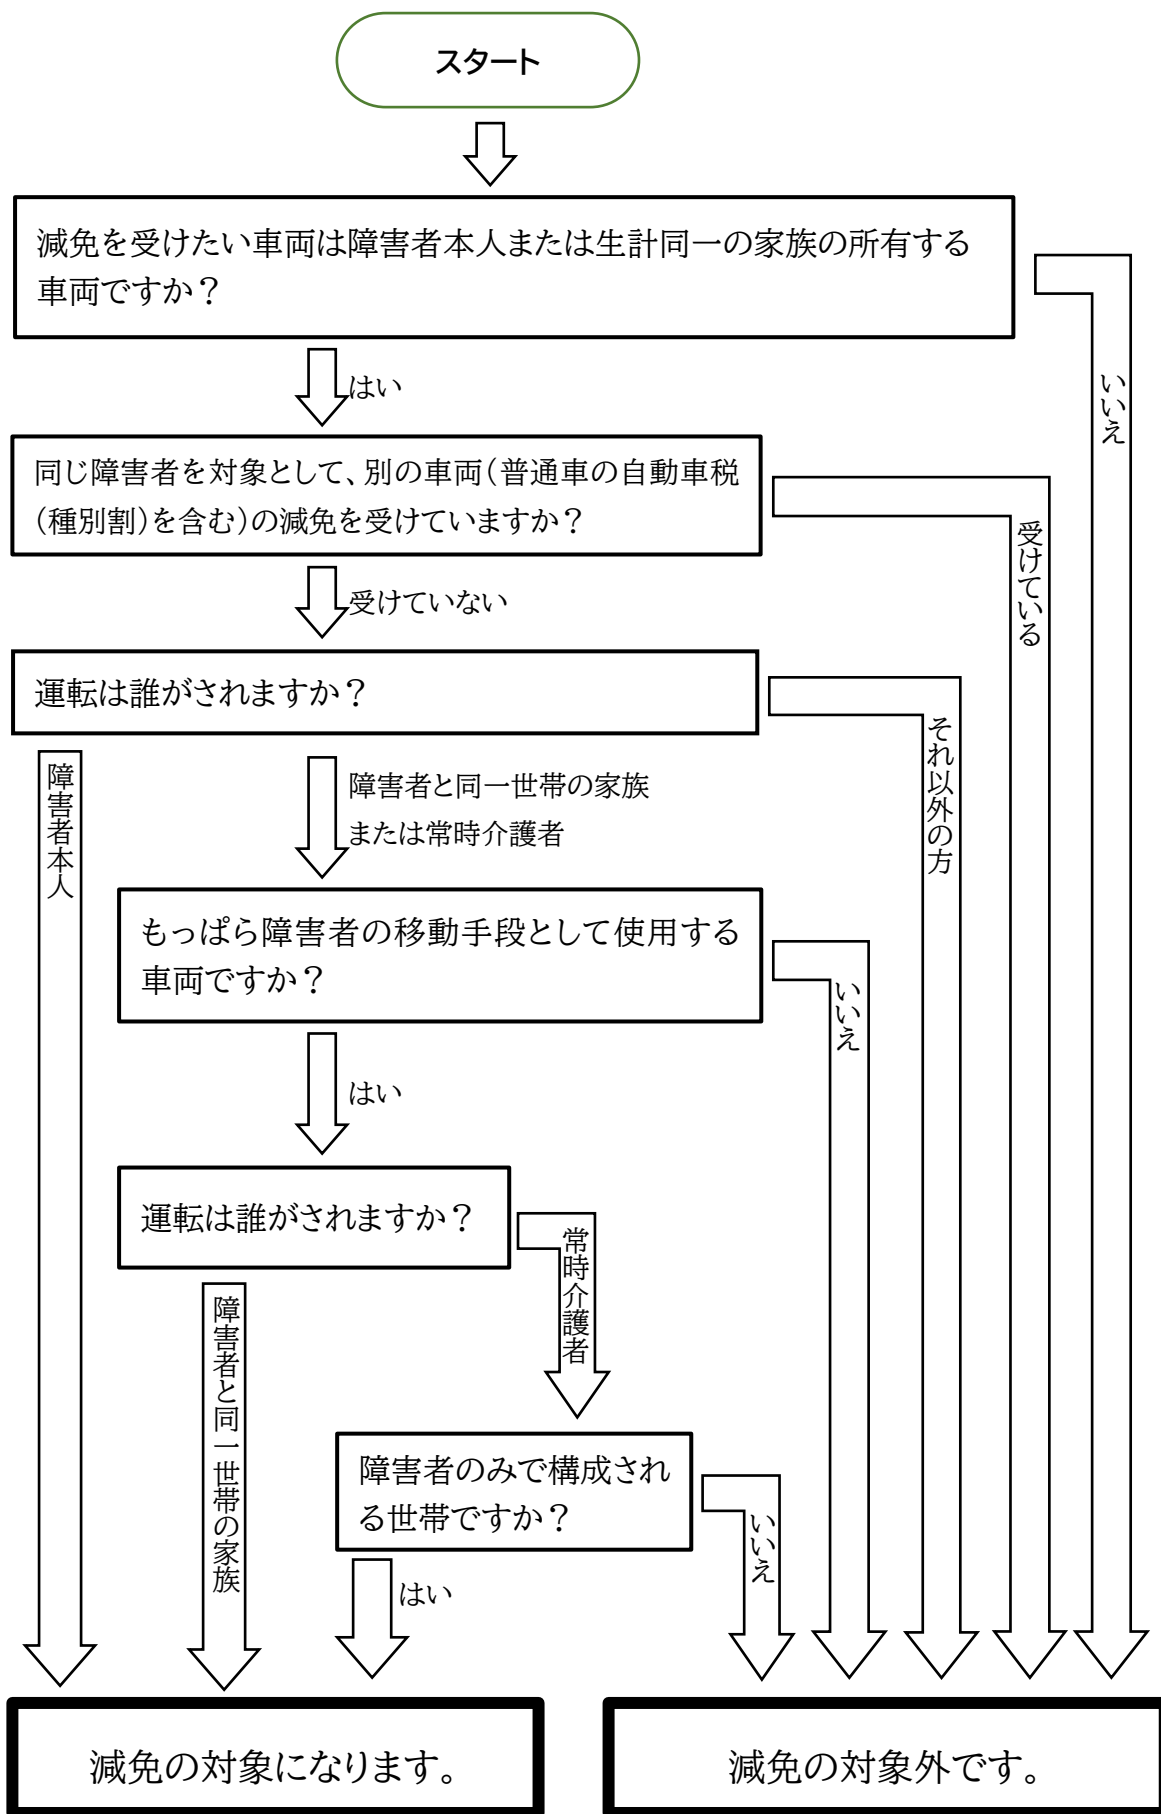 スタート
減免を受けたい車両は障害者本人または生計同一の家族の所有する
車両ですか？
いいえ
はい
同じ障害者を対象として、別の車両（普通車の自動車税
（種別割）を含む）の減免を受けていますか？
受けている
受けていない
運転は誰がされますか？
それ以外の方
障害者本人
障害者と同一世帯の家族
または常時介護者
もっぱら障害者の移動手段として使用する
車両ですか？
いいえ
はい
運転は誰がされますか？
常時介護者
障害者と同一世帯の家族
障害者のみで構成され
る世帯ですか？
いいえ
はい
減免の対象になります。
減免の対象外です。